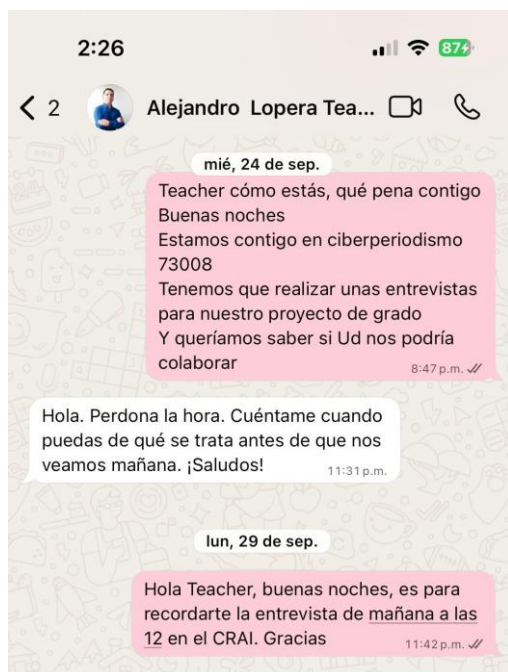 2:26
87
2
Alejandro Lopera Tea...
mié, 24 de sep.
Teacher cómo estás, qué pena contigo
Buenas noches
Estamos contigo en ciberperiodismo
73008
Tenemos que realizar unas entrevistas
para nuestro proyecto de grado
Y queríamos saber si Ud nos podría
colaborar
8:47 p.m.
Hola. Perdona la hora. Cuéntame cuando
puedas de qué se trata antes de que nos
veamos mañana. ¡Saludos!
11:31 p.m.
lun, 29 de sep.
Hola Teacher, buenas noches, es para
recordarte la entrevista de mañana a las
12 en el CRAI. Gracias
11:42 p.m.